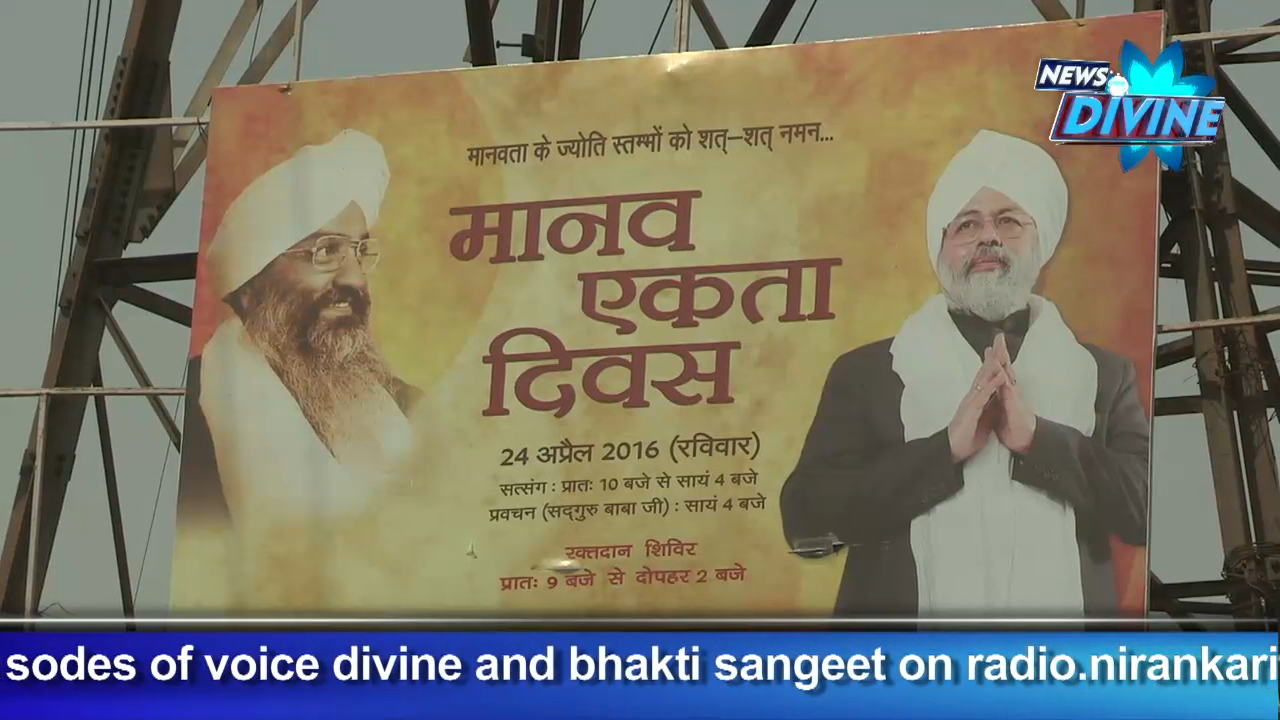 NEWS
DIVINE
मानवता के ज्योति स्तम्भों को शत्-शत् नमन...
मानव
एकता
दिवस
24 अप्रैल 2016 (रविवार)
सत्संग : प्रातः 10 बजे से सायं 4 बजे
प्रवचन (सद्गुरु बाबा जी) : सायं 4 बजे
रक्तदान शिविर
प्रातः 9 बजे से दोपहर 2 बजे
sodes of voice divine and bhakti sangeet on radio.nirankari